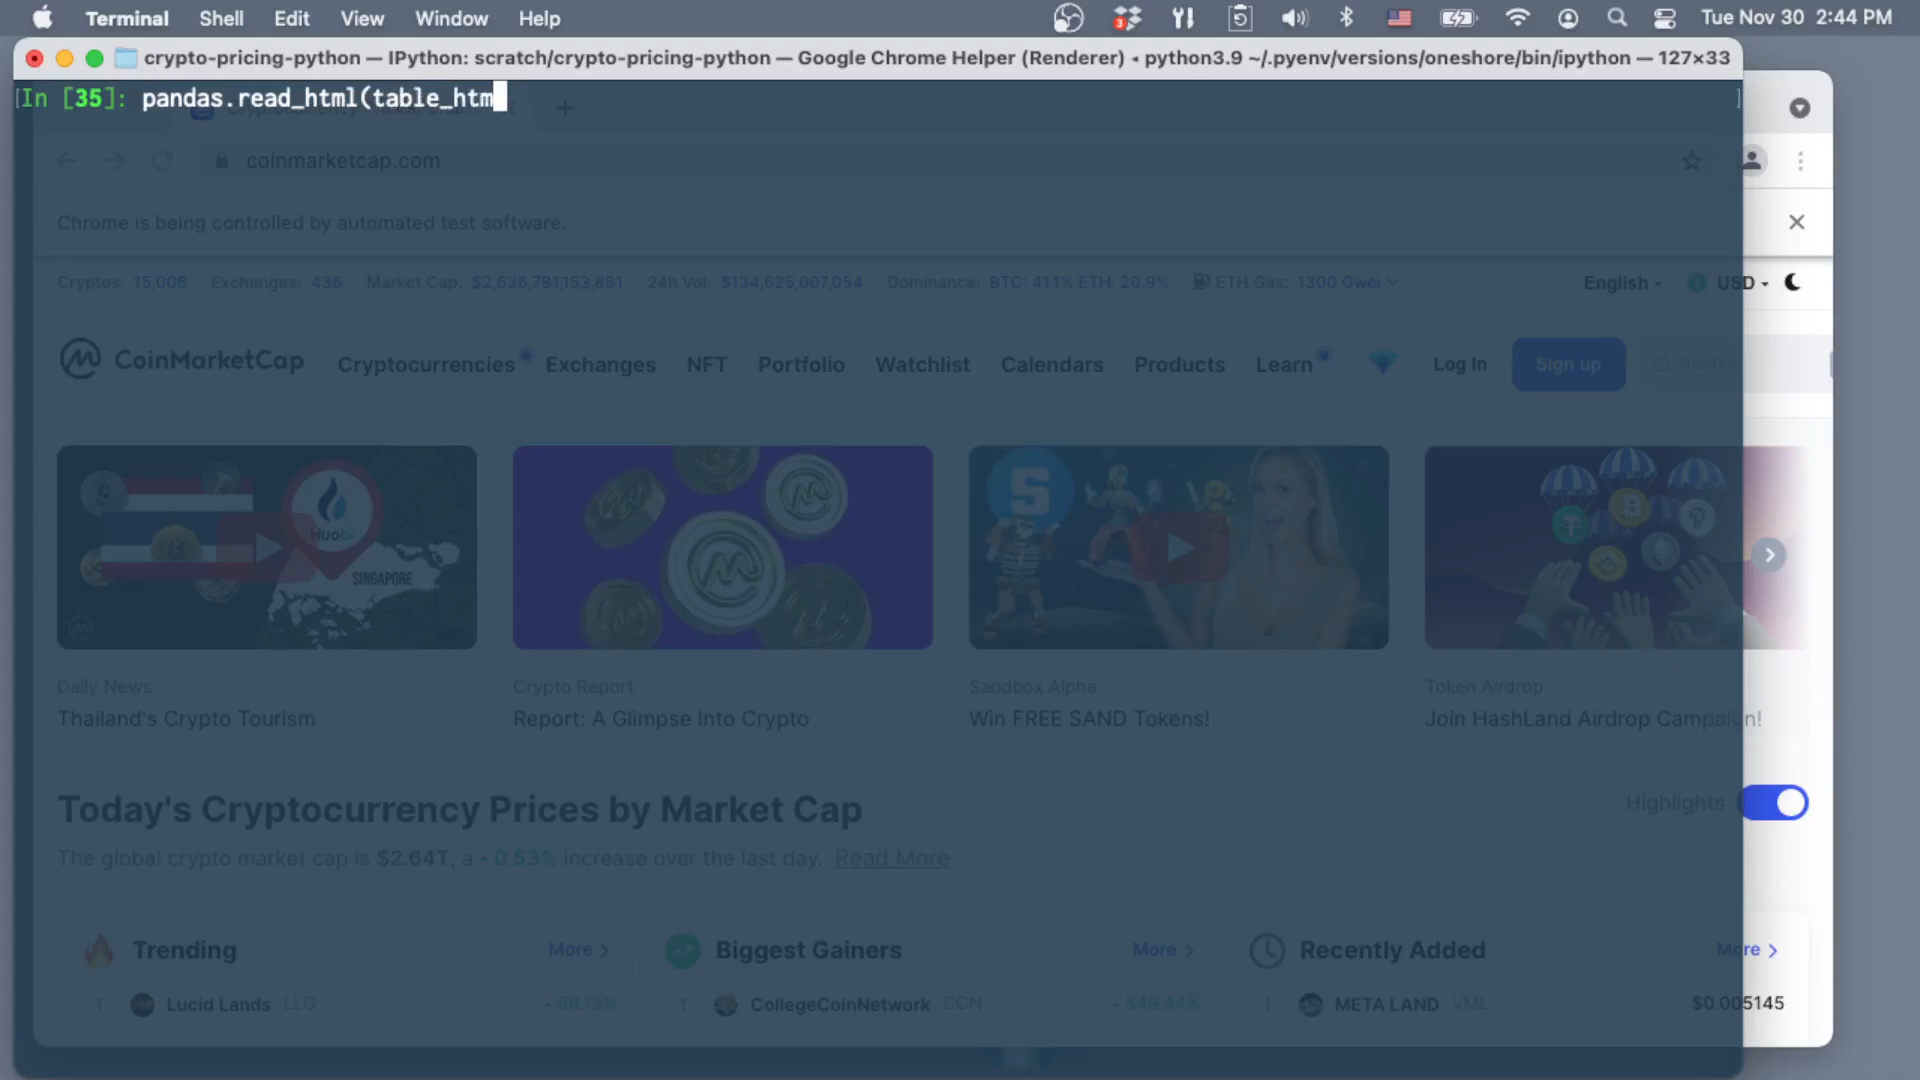 Terminal Shell Edit View Window Help 3 Tue Nov 30 2:44 PM
crypto-pricing-python — IPython: scratch/crypto-pricing-python — Google Chrome Helper (Renderer) ◂ python3.9 ~/.pyenv/versions/oneshore/bin/ipython — 127×33
[In [35]: pandas.read_html(table_htm ]
coinmarketcap.com
Chrome is being controlled by automated test software.
Cryptos: 15,008 Exchanges: 436 Market Cap: $2,636,781,153,881 24h Vol: $134,625,007,054 Dominance: BTC: 41.1% ETH: 20.9% ETH Gas: 1300 Gwei English USD
CoinMarketCap Cryptocurrencies Exchanges NFT Portfolio Watchlist Calendars Products Learn Log In Sign up Search
Huobi
SINGAPORE
S
Daily News Crypto Report Sandbox Alpha Token Airdrop
Thailand's Crypto Tourism Report: A Glimpse Into Crypto Win FREE SAND Tokens! Join HashLand Airdrop Campaign!
Today's Cryptocurrency Prices by Market Cap Highlights
The global crypto market cap is $2.64T, a - 0.53% increase over the last day. Read More
Trending More > Biggest Gainers More > Recently Added More >
1 Lucid Lands LLG 99.13% 1 CollegeCoinNetwork CCN 549.44% 1 META LAND VML $0.005145